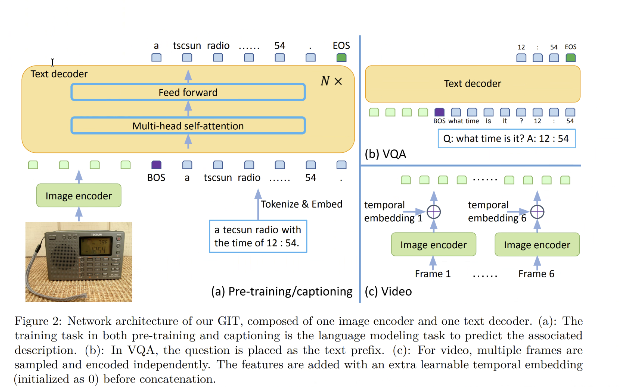 a tscsun radio ...... 54 . EOS
Text decoder
N ×
Feed forward
Multi-head self-attention
BOS a tscsun radio ...... 54 .
Image encoder
Tokenize & Embed
a tecsun radio with
the time of 12 : 54.
(a) Pre-training/captioning
12 : 54 EOS
Text decoder
BOS what time is it ? 12 : 54
Q: what time is it? A: 12 : 54
(b) VQA
......
temporal
embedding 1
temporal
embedding 6
Image encoder
Image encoder
Frame 1 ...... Frame 6
(c) Video
Figure 2: Network architecture of our GIT, composed of one image encoder and one text decoder. (a): The
training task in both pre-training and captioning is the language modeling task to predict the associated
description. (b): In VQA, the question is placed as the text prefix. (c): For video, multiple frames are
sampled and encoded independently. The features are added with an extra learnable temporal embedding
(initialized as 0) before concatenation.